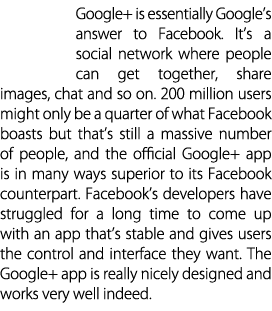 Google+ is essentially Google’s
answer to Facebook. It’s a
social network where people
can get together, share
images, chat and so on. 200 million users
might only be a quarter of what Facebook
boasts but that’s still a massive number
of people, and the official Google+ app
is in many ways superior to its Facebook
counterpart. Facebook’s developers have
struggled for a long time to come up
with an app that’s stable and gives users
the control and interface they want. The
Google+ app is really nicely designed and
works very well indeed.